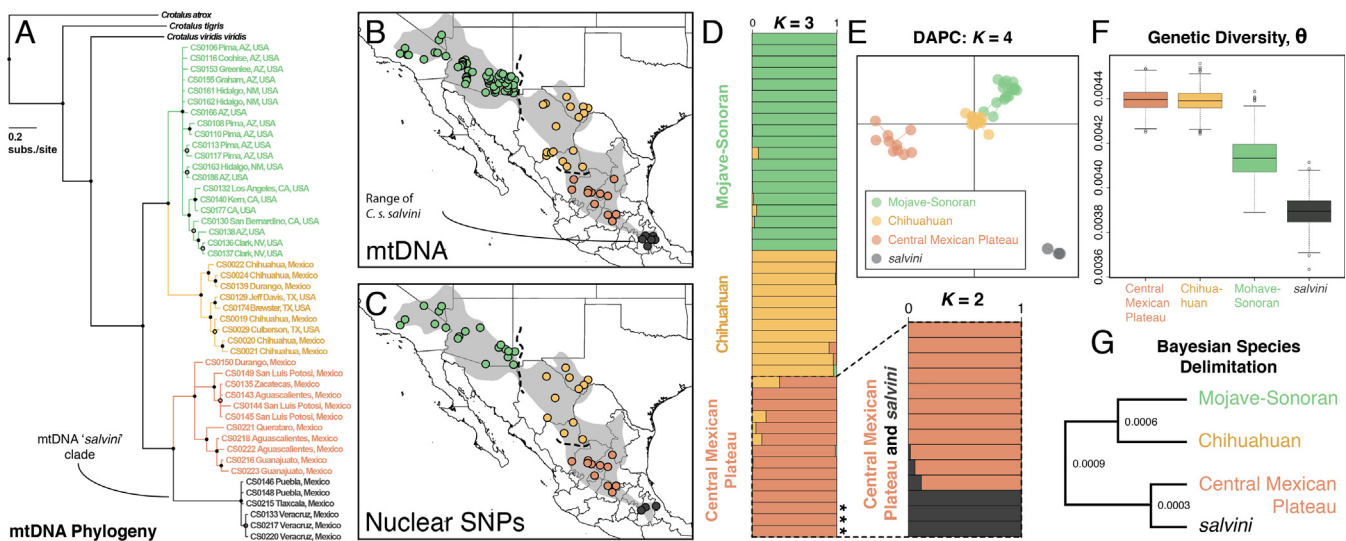 A
Crotalus atrox
Crotalus tigris
Crotalus viridis viridis
CS0106 Pima, AZ, USA
CS0116 Cochise, AZ, USA
CS0153 Greenlee, AZ, USA
CS0155 Graham, AZ, USA
CS0161 Hidalgo, NM, USA
CS0162 Hidalgo, NM, USA
CS0166 AZ, USA
CS0108 Pima, AZ, USA
CS0110 Pima, AZ, USA
CS0113 Pima, AZ, USA
CS0117 Pima, AZ, USA
CS0163 Hidalgo, NM, USA
CS0186 AZ, USA
CS0132 Los Angeles, CA, USA
CS0140 Kern, CA, USA
CS0177 CA, USA
CS0130 San Bernardino, CA, USA
CS0138 AZ, USA
CS0136 Clark, NV, USA
CS0137 Clark, NV, USA
CS0022 Chihuahua, Mexico
CS0024 Chihuahua, Mexico
CS0139 Durango, Mexico
CS0129 Jeff Davis, TX, USA
CS0174 Brewster, TX, USA
CS0019 Chihuahua, Mexico
CS0029 Culberson, TX, USA
CS0020 Chihuahua, Mexico
CS0021 Chihuahua, Mexico
CS0150 Durango, Mexico
CS0149 San Luis Potosi, Mexico
CS0135 Zacatecas, Mexico
CS0143 Aguascalientes, Mexico
CS0144 San Luis Potosi, Mexico
CS0145 San Luis Potosi, Mexico
CS0221 Querataro, Mexico
CS0218 Aguascalientes, Mexico
CS0222 Aguascalientes, Mexico
CS0216 Guanajuato, Mexico
CS0223 Guanajuato, Mexico
CS0146 Puebla, Mexico
CS0148 Puebla, Mexico
CS0215 Tlaxcala, Mexico
CS0133 Veracruz, Mexico
CS0217 Veracruz, Mexico
CS0220 Veracruz, Mexico
0.2
subs./site
mtDNA 'salvini'
clade
mtDNA Phylogeny
B
Range of
C. s. salvini
mtDNA
C
Nuclear SNPs
D
K = 3
0 1
Mojave-Sonoran
Chihuahuan
Central Mexican
Plateau
* * *
K = 2
0 1
Central Mexican
Plateau and salvini
E
DAPC: K = 4
Mojave-Sonoran
Chihuahuan
Central Mexican Plateau
salvini
F
Genetic Diversity, θ
0.0044
0.0042
0.0040
0.0038
0.0036
Central
Mexican
Plateau
Chihua-
huan
Mohave-
Sonoran
salvini
G
Bayesian Species
Delimitation
Mojave-Sonoran
0.0006
Chihuahuan
0.0009
Central Mexican
Plateau
0.0003
salvini